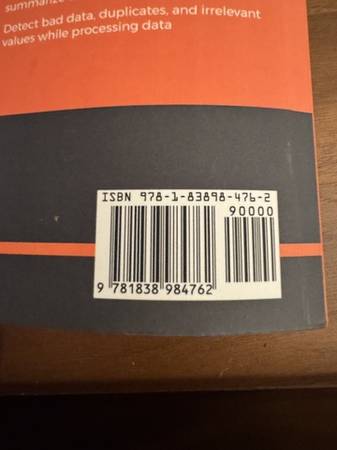 summarize
Detect bad data, duplicates, and irrelevant
values while processing data
ISBN 978-1-83898-476-2
90000
9 781838 984762